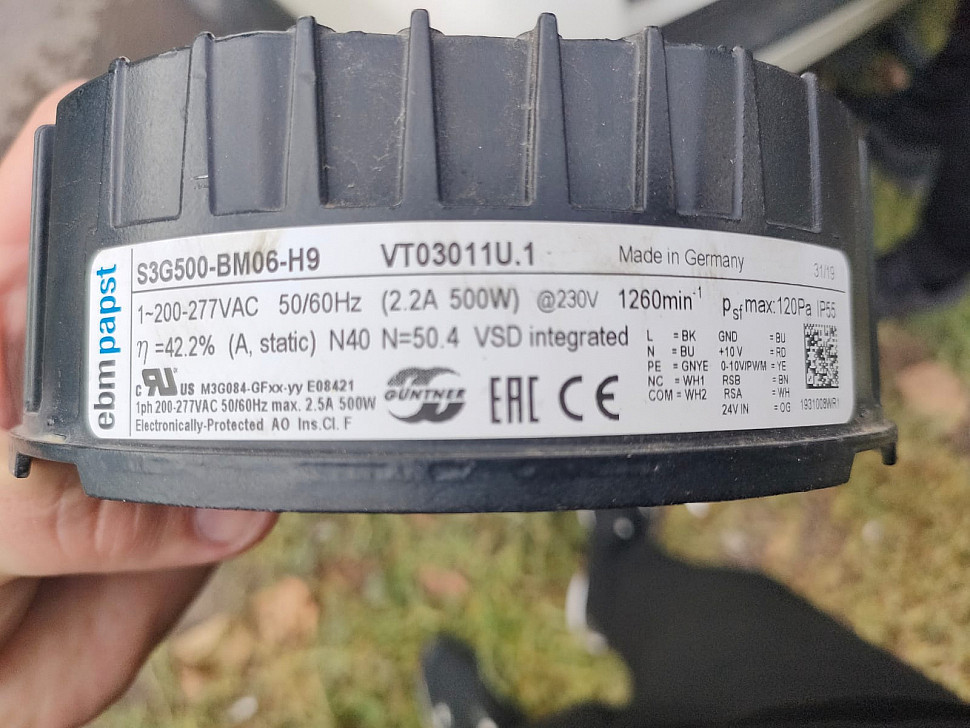 ebmpapst
S3G500-BM06-H9 VT03011U.1 Made in Germany 31/19
1~200-277VAC 50/60Hz (2.2A 500W) @230V 1260min⁻¹ psf max:120Pa IP55
η =42.2% (A, static) N40 N=50.4 VSD integrated
c RU US M3G084-GFxx-yy E08421
1ph 200-277VAC 50/60Hz max. 2.5A 500W
Electronically-Protected AO Ins.Cl. F
GÜNTNER
EAC CE
L = BK GND = BU
N = BU +10V = RD
PE = GNYE 0-10V/PWM = YE
NC = WH1 RSB = BN
COM = WH2 RSA = WH
24V IN = OG
1931008WR1